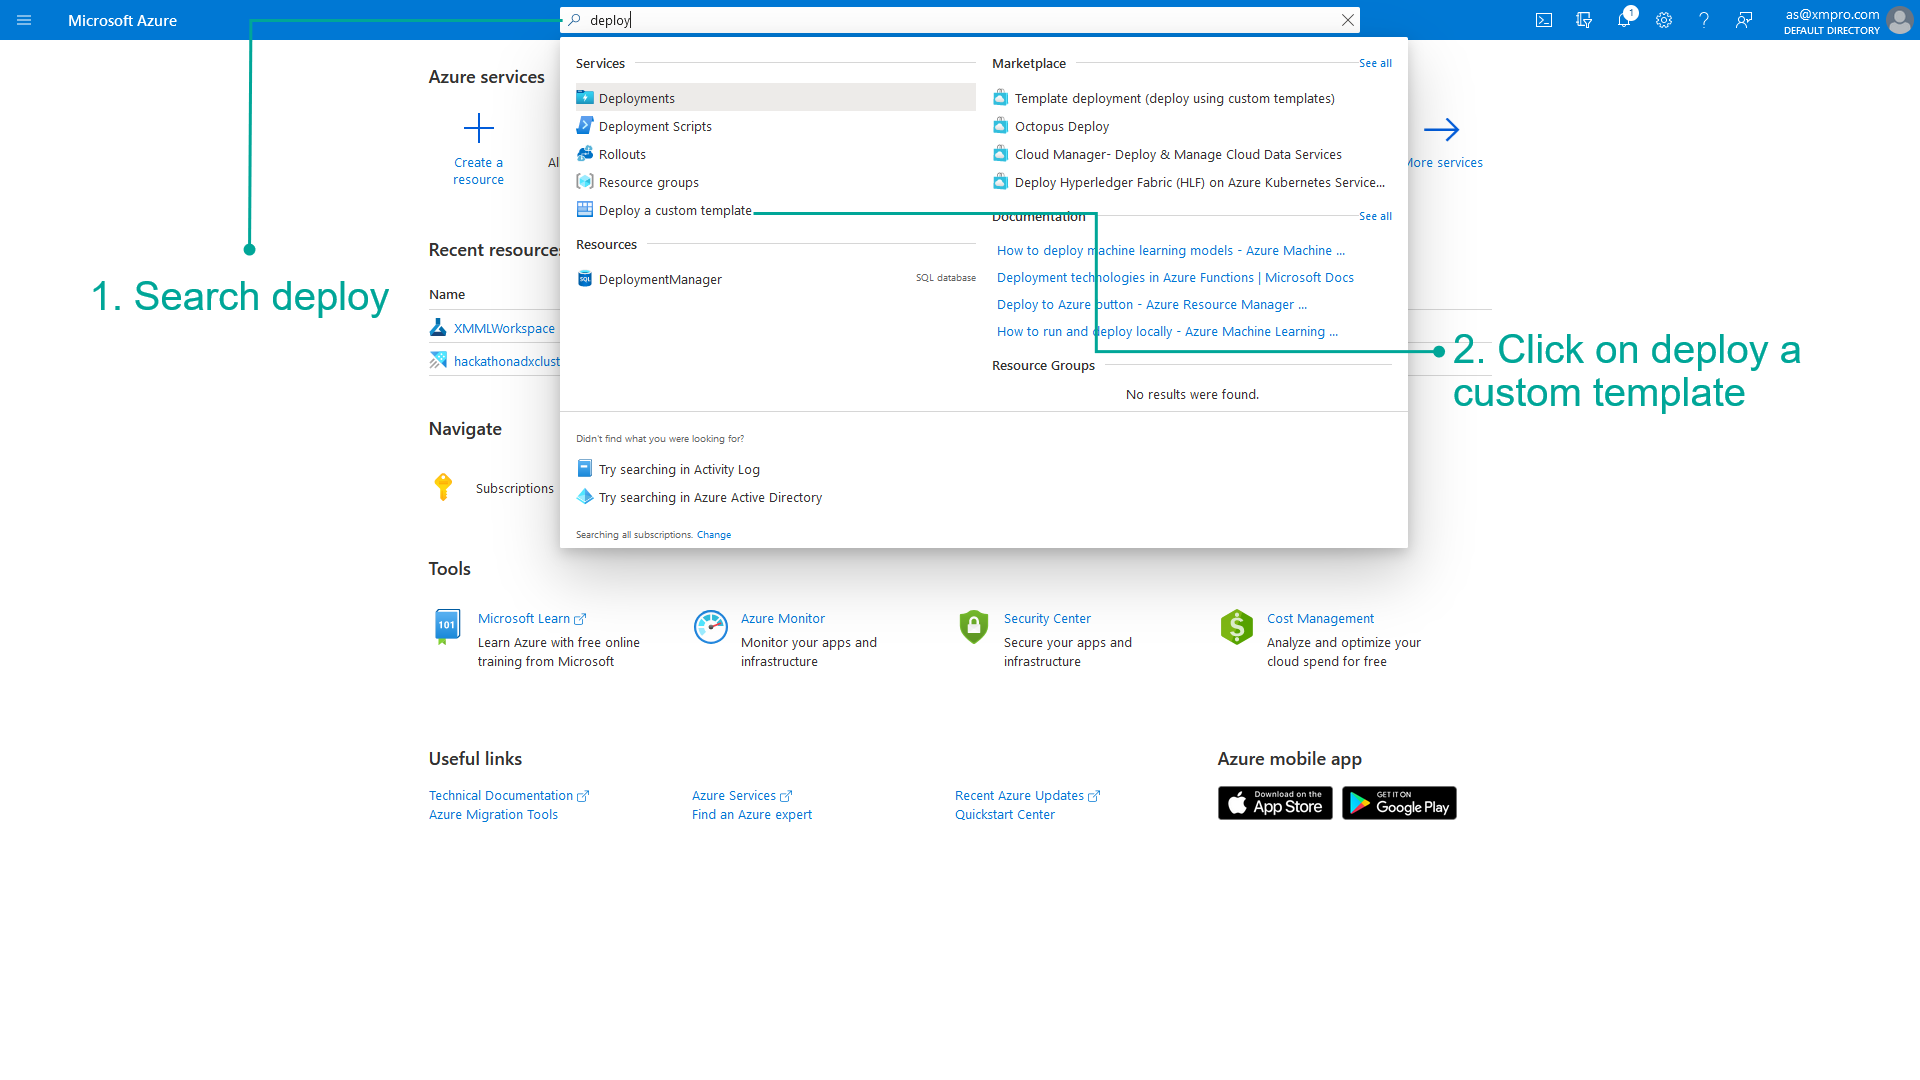 Microsoft Azure
deploy
1
as@xmpro.com
DEFAULT DIRECTORY
Azure services
Create a
resource
Al
More services
Services
Deployments
Deployment Scripts
Rollouts
Resource groups
Deploy a custom template
Resources
DeploymentManager
SQL database
Marketplace
See all
Template deployment (deploy using custom templates)
Octopus Deploy
Cloud Manager- Deploy & Manage Cloud Data Services
Deploy Hyperledger Fabric (HLF) on Azure Kubernetes Service...
Documentation
See all
How to deploy machine learning models - Azure Machine ...
Deployment technologies in Azure Functions | Microsoft Docs
Deploy to Azure button - Azure Resource Manager ...
How to run and deploy locally - Azure Machine Learning ...
Resource Groups
No results were found.
Didn't find what you were looking for?
Try searching in Activity Log
Try searching in Azure Active Directory
Searching all subscriptions. Change
1. Search deploy
2. Click on deploy a
custom template
Recent resources
Name
XMMLWorkspace
hackathonadxclust
Navigate
Subscriptions
Tools
101
Microsoft Learn
Learn Azure with free online
training from Microsoft
Azure Monitor
Monitor your apps and
infrastructure
Security Center
Secure your apps and
infrastructure
Cost Management
Analyze and optimize your
cloud spend for free
Useful links
Technical Documentation
Azure Migration Tools
Azure Services
Find an Azure expert
Recent Azure Updates
Quickstart Center
Azure mobile app
Download on the
App Store
GET IT ON
Google Play